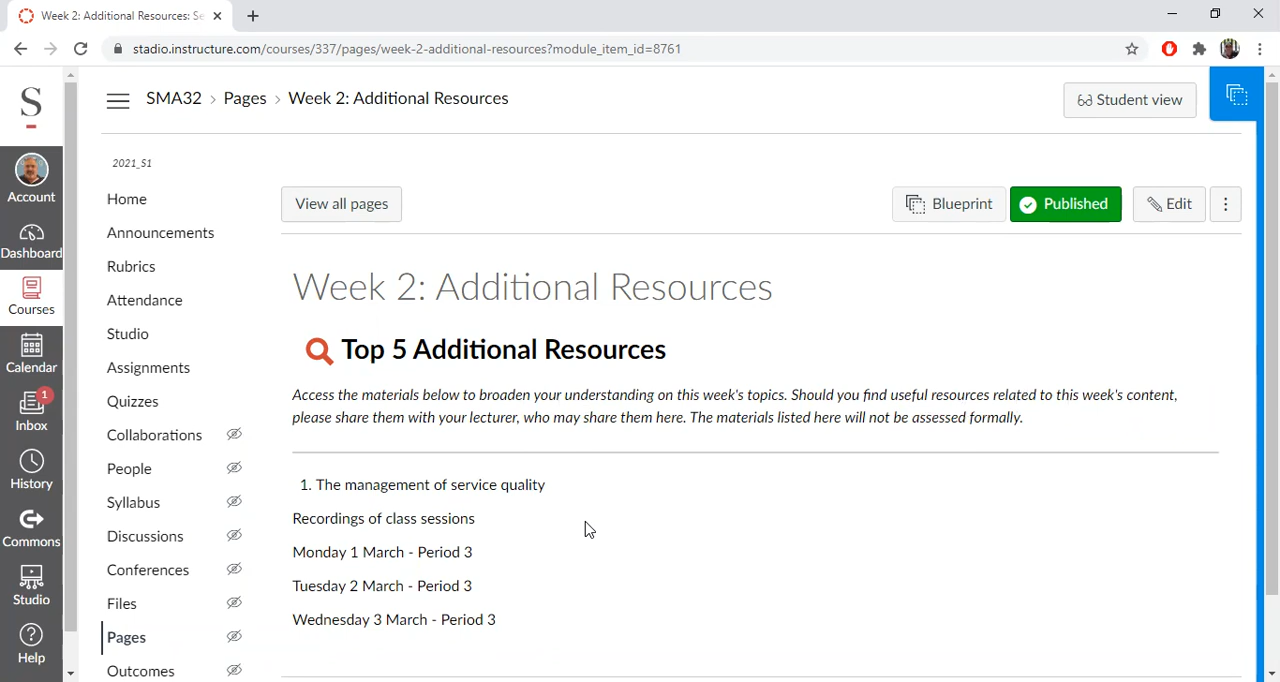 Week 2: Additional Resources: Se
stadio.instructure.com/courses/337/pages/week-2-additional-resources?module_item_id=8761
S
SMA32 › Pages › Week 2: Additional Resources
Student view
Account
Dashboard
Courses
Calendar
1
Inbox
History
Commons
Studio
Help
2021_S1
Home
Announcements
Rubrics
Attendance
Studio
Assignments
Quizzes
Collaborations
People
Syllabus
Discussions
Conferences
Files
Pages
Outcomes
View all pages
Blueprint
Published
Edit
Week 2: Additional Resources
Top 5 Additional Resources
Access the materials below to broaden your understanding on this week's topics. Should you find useful resources related to this week's content,
please share them with your lecturer, who may share them here. The materials listed here will not be assessed formally.
1. The management of service quality
Recordings of class sessions
Monday 1 March - Period 3
Tuesday 2 March - Period 3
Wednesday 3 March - Period 3